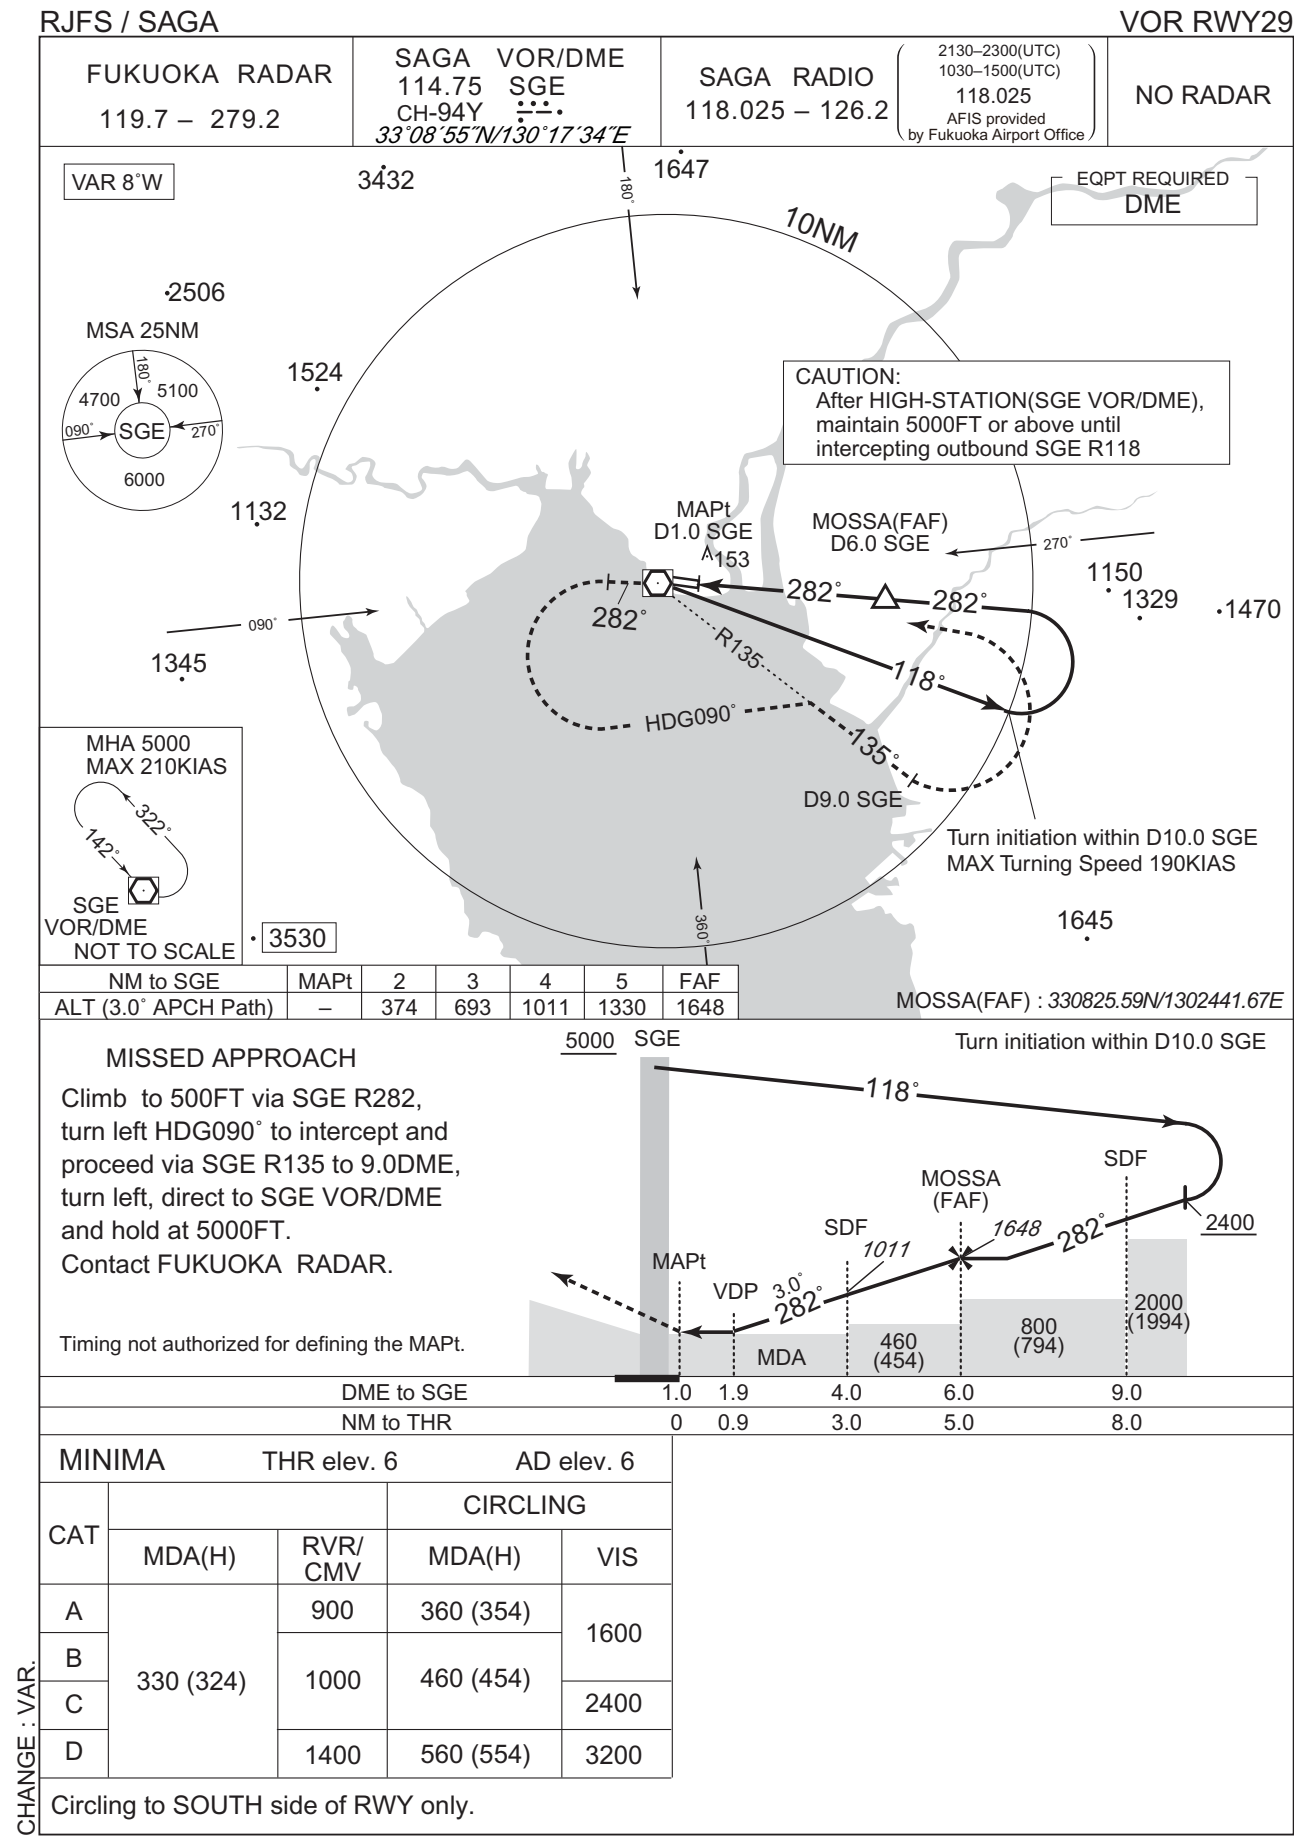 RJFS / SAGA
VOR RWY29
FUKUOKA RADAR
119.7 – 279.2
SAGA VOR/DME
114.75 SGE
CH-94Y
33°08´55˝N/130°17´34˝E
SAGA RADIO
118.025 – 126.2
2130–2300(UTC)
1030–1500(UTC)
118.025
AFIS provided
by Fukuoka Airport Office
NO RADAR
VAR 8°W
3432
180°
1647
EQPT REQUIRED
DME
10NM
2506
MSA 25NM
180°
4700
5100
090°
SGE
270°
6000
1524
CAUTION:
After HIGH-STATION(SGE VOR/DME),
maintain 5000FT or above until
intercepting outbound SGE R118
1132
MAPt
D1.0 SGE
153
MOSSA(FAF)
D6.0 SGE
270°
1150
1329
1470
282°
282°
282°
090°
1345
R135
118°
HDG090°
135°
D9.0 SGE
MHA 5000
MAX 210KIAS
322°
142°
SGE
VOR/DME
NOT TO SCALE
Turn initiation within D10.0 SGE
MAX Turning Speed 190KIAS
360°
1645
3530
NM to SGE MAPt 2 3 4 5 FAF
ALT (3.0° APCH Path) – 374 693 1011 1330 1648
MOSSA(FAF) : 330825.59N/1302441.67E
MISSED APPROACH
Climb to 500FT via SGE R282,
turn left HDG090° to intercept and
proceed via SGE R135 to 9.0DME,
turn left, direct to SGE VOR/DME
and hold at 5000FT.
Contact FUKUOKA RADAR.
Timing not authorized for defining the MAPt.
5000
SGE
Turn initiation within D10.0 SGE
118°
SDF
MOSSA
(FAF)
2400
SDF
1648
282°
1011
MAPt
VDP
3.0°
282°
2000
(1994)
800
(794)
460
(454)
MDA
DME to SGE 1.0 1.9 4.0 6.0 9.0
NM to THR 0 0.9 3.0 5.0 8.0
MINIMA THR elev. 6 AD elev. 6
CAT
CIRCLING
MDA(H)
RVR/
CMV
MDA(H)
VIS
A
900
360 (354)
1600
B
330 (324)
1000
460 (454)
C
2400
D
1400
560 (554)
3200
Circling to SOUTH side of RWY only.
CHANGE : VAR.